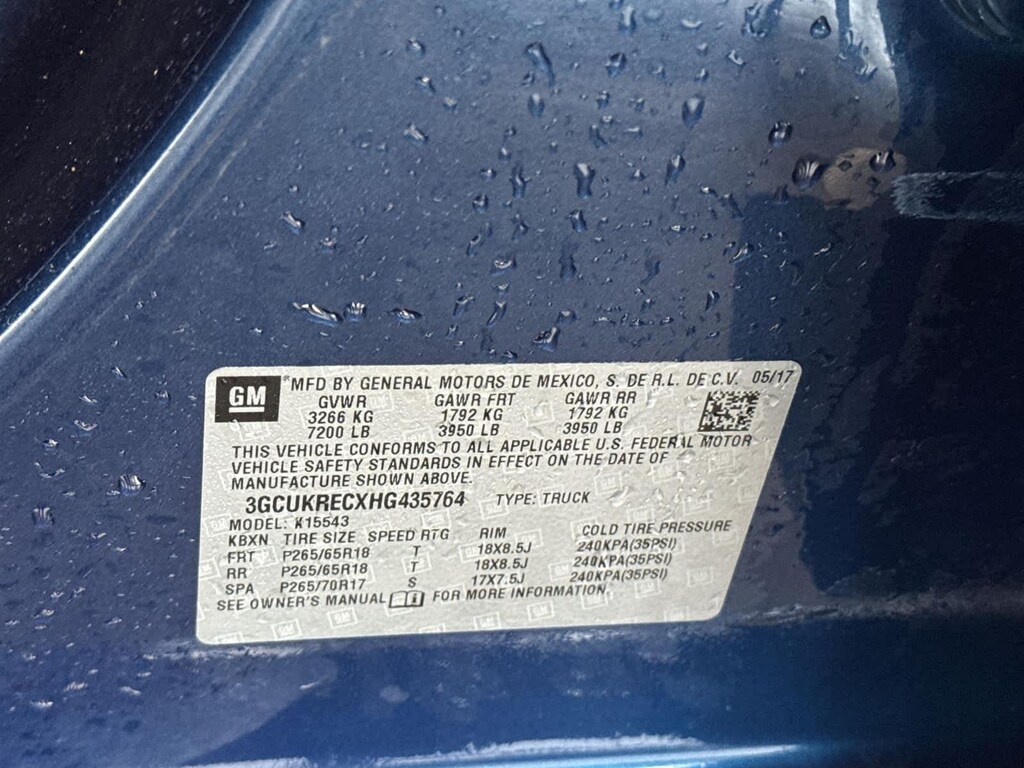 GM ®MFD BY GENERAL MOTORS DE MEXICO, S. DE R.L. DE C.V. 05/17
GVWR GAWR FRT GAWR RR
3266 KG 1792 KG 1792 KG
7200 LB 3950 LB 3950 LB
THIS VEHICLE CONFORMS TO ALL APPLICABLE U.S. FEDERAL MOTOR
VEHICLE SAFETY STANDARDS IN EFFECT ON THE DATE OF
MANUFACTURE SHOWN ABOVE.
3GCUKRECXHG435764 TYPE: TRUCK
MODEL: K15543
KBXN TIRE SIZE SPEED RTG RIM COLD TIRE PRESSURE
FRT P265/65R18 T 18X8.5J 240KPA(35PSI)
RR P265/65R18 T 18X8.5J 240KPA(35PSI)
SPA P265/70R17 S 17X7.5J 240KPA(35PSI)
SEE OWNER'S MANUAL FOR MORE INFORMATION.